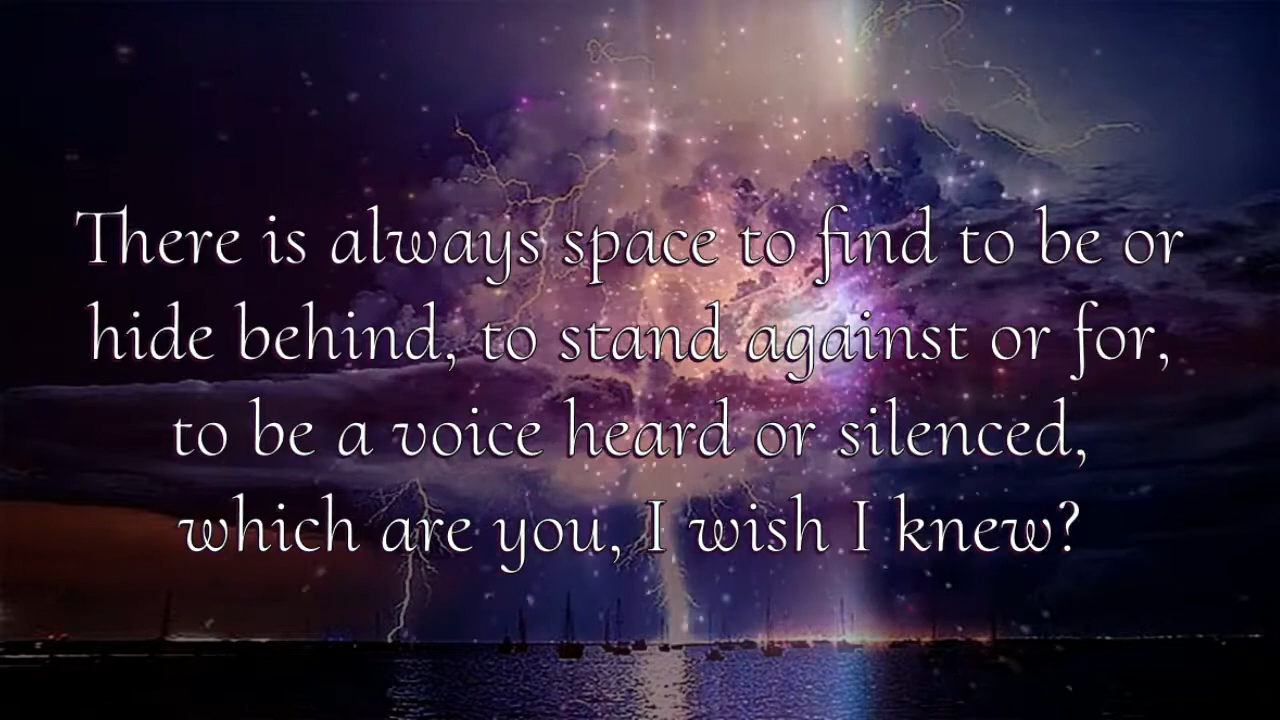 There is always space to find to be or
hide behind, to stand against or for,
to be a voice heard or silenced,
which are you, I wish I knew?